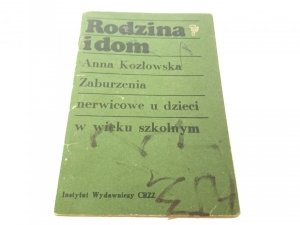 Rodzina
i dom
Anna Kozłowska
Zaburzenia
nerwicowe u dzieci
w wieku szkolnym
Instytut Wydawniczy CRZZ